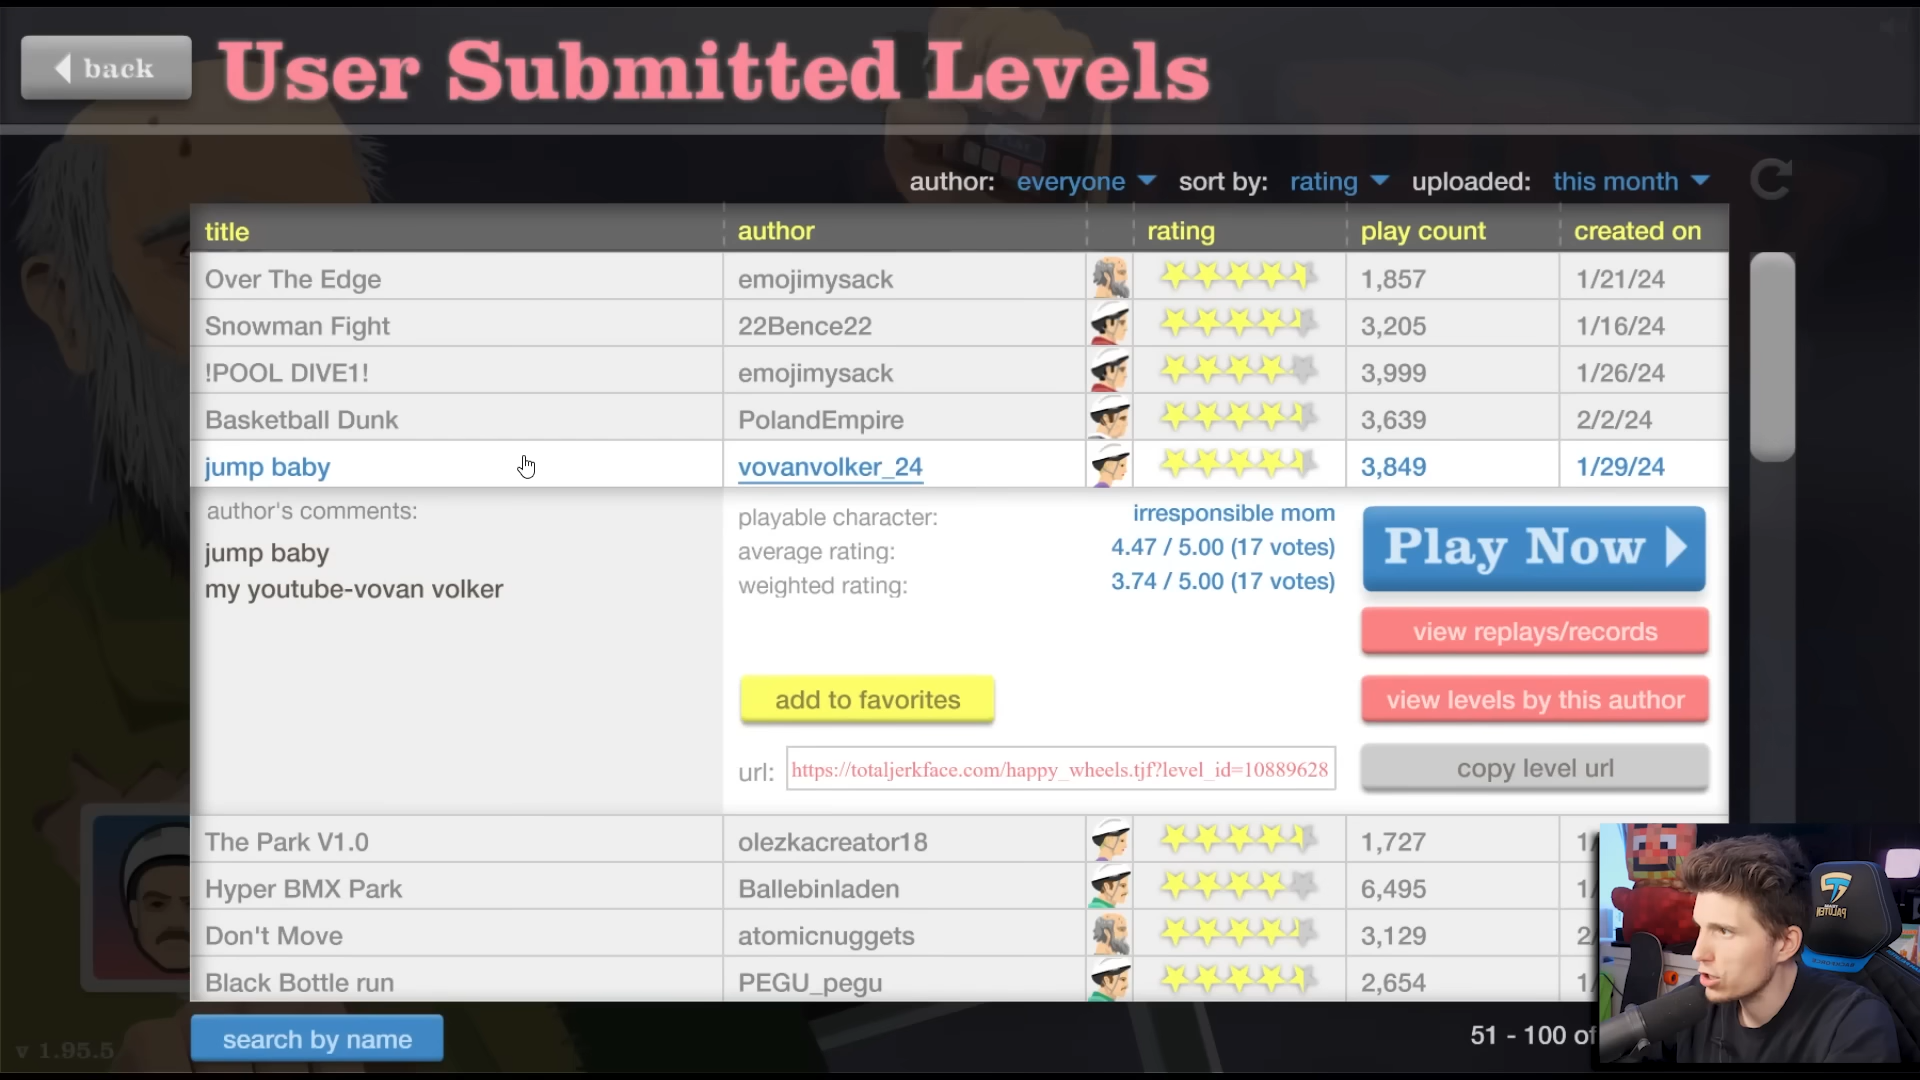 back
User Submitted Levels
author: everyone sort by: rating uploaded: this month
title author rating play count created on
Over The Edge emojimysack 1,857 1/21/24
Snowman Fight 22Bence22 3,205 1/16/24
!POOL DIVE1! emojimysack 3,999 1/26/24
Basketball Dunk PolandEmpire 3,639 2/2/24
jump baby vovanvolker_24 3,849 1/29/24
author's comments:
jump baby
my youtube-vovan volker
playable character: irresponsible mom
average rating: 4.47 / 5.00 (17 votes)
weighted rating: 3.74 / 5.00 (17 votes)
Play Now
view replays/records
add to favorites
view levels by this author
url: https://totaljerkface.com/happy_wheels.tjf?level_id=10889628
copy level url
The Park V1.0 olezkacreator18 1,727 1/
Hyper BMX Park Ballebinladen 6,495 1/
Don't Move atomicnuggets 3,129 2/
Black Bottle run PEGU_pegu 2,654 1/
search by name
51 - 100 of
v 1.95.5
PALUTEN